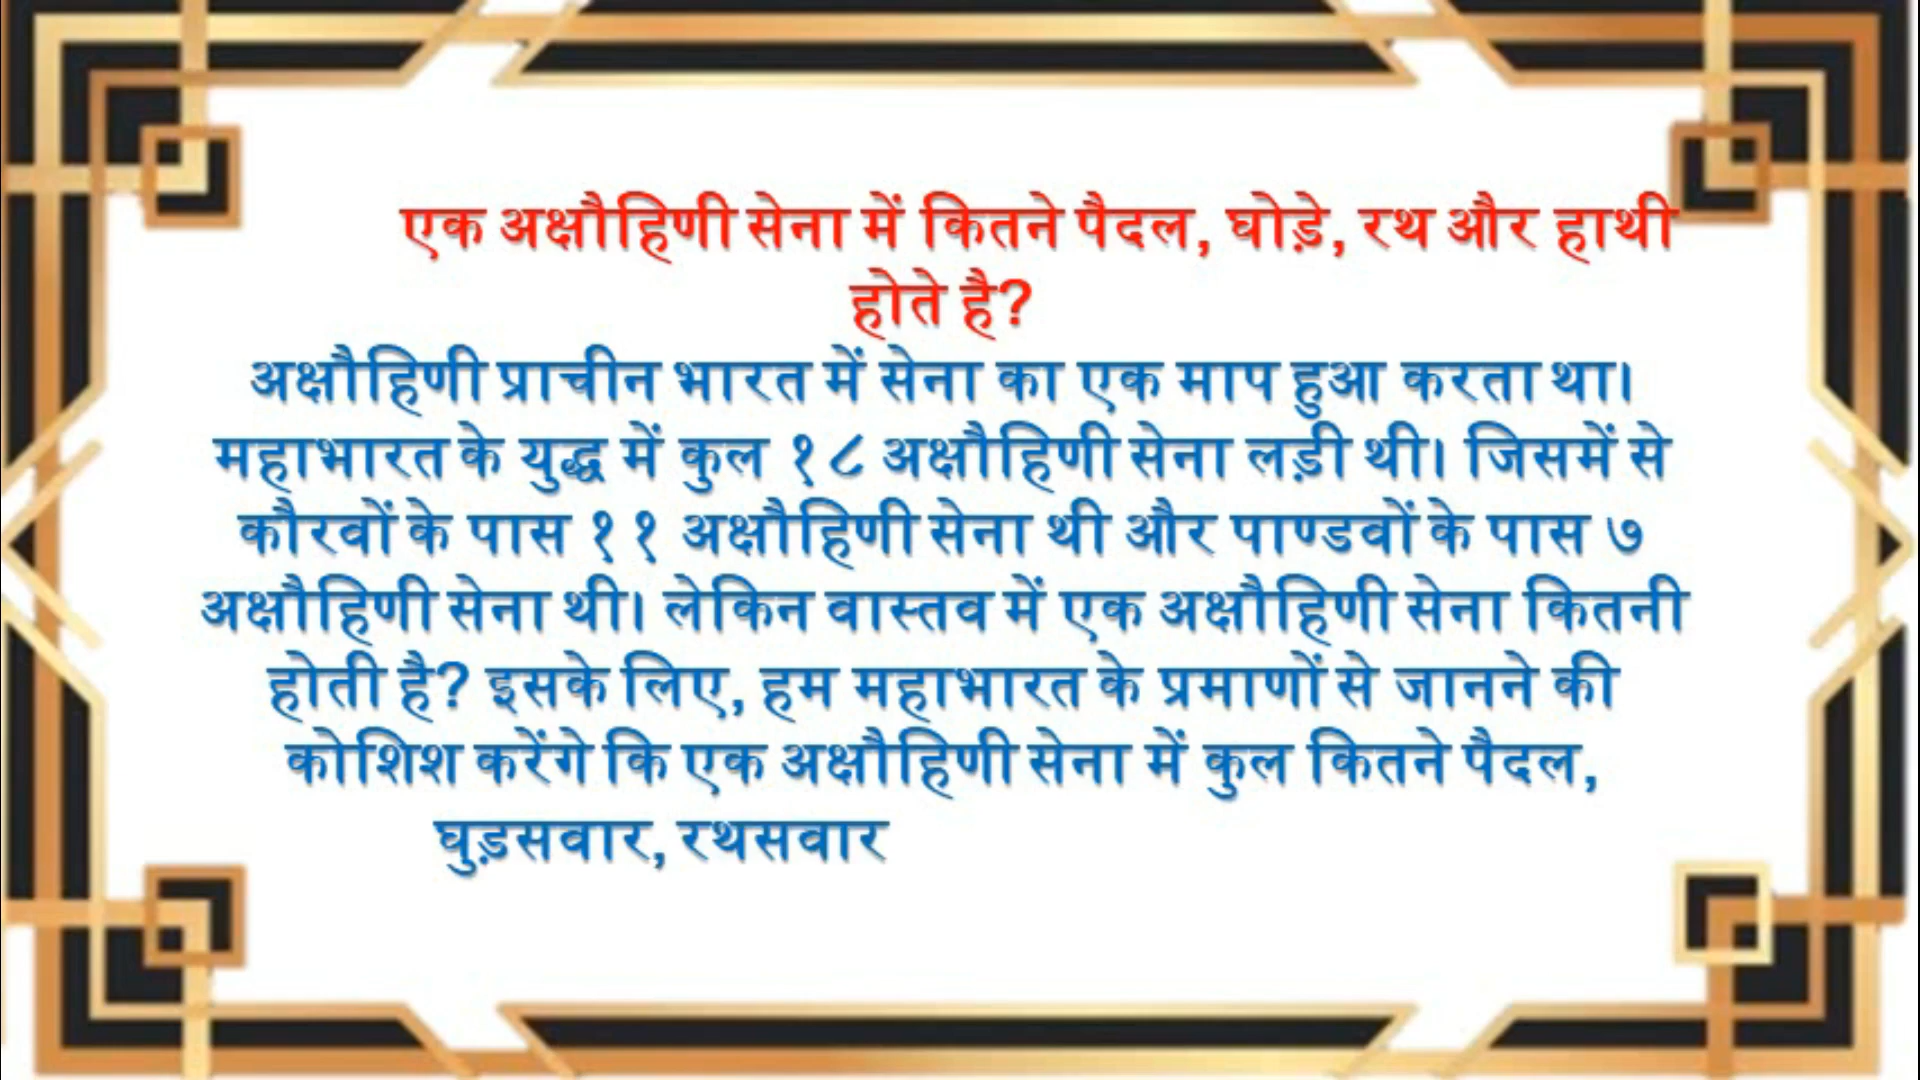 एक अक्षौहिणी सेना में कितने पैदल, घोड़े, रथ और हाथी
होते है?
अक्षौहिणी प्राचीन भारत में सेना का एक माप हुआ करता था।
महाभारत के युद्ध में कुल १८ अक्षौहिणी सेना लड़ी थी। जिसमें से
कौरवों के पास ११ अक्षौहिणी सेना थी और पाण्डवों के पास ७
अक्षौहिणी सेना थी। लेकिन वास्तव में एक अक्षौहिणी सेना कितनी
होती है? इसके लिए, हम महाभारत के प्रमाणों से जानने की
कोशिश करेंगे कि एक अक्षौहिणी सेना में कुल कितने पैदल,
घुड़सवार, रथसवार